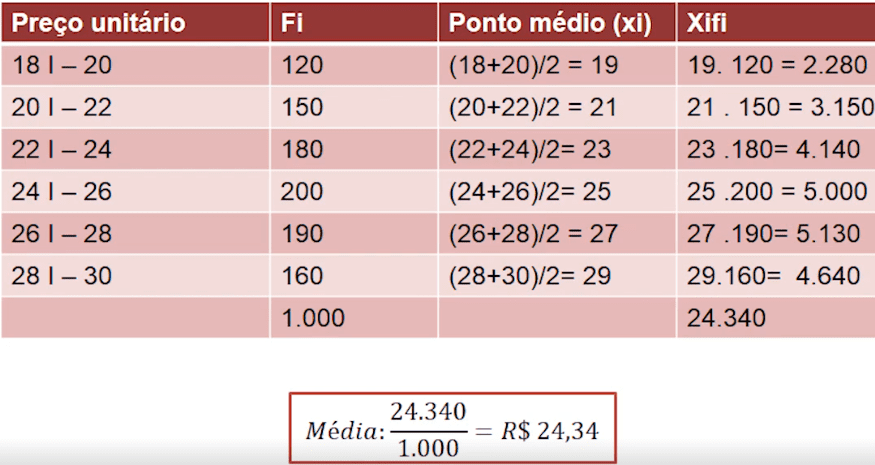 Preço unitário Fi Ponto médio (xi) Xifi
18 I – 20 120 (18+20)/2 = 19 19. 120 = 2.280
20 I – 22 150 (20+22)/2 = 21 21 . 150 = 3.150
22 I – 24 180 (22+24)/2= 23 23 .180= 4.140
24 I – 26 200 (24+26)/2= 25 25 .200 = 5.000
26 I – 28 190 (26+28)/2 = 27 27 .190= 5.130
28 I – 30 160 (28+30)/2= 29 29.160= 4.640
1.000 24.340
Média: 24.340/1.000 = R$ 24,34